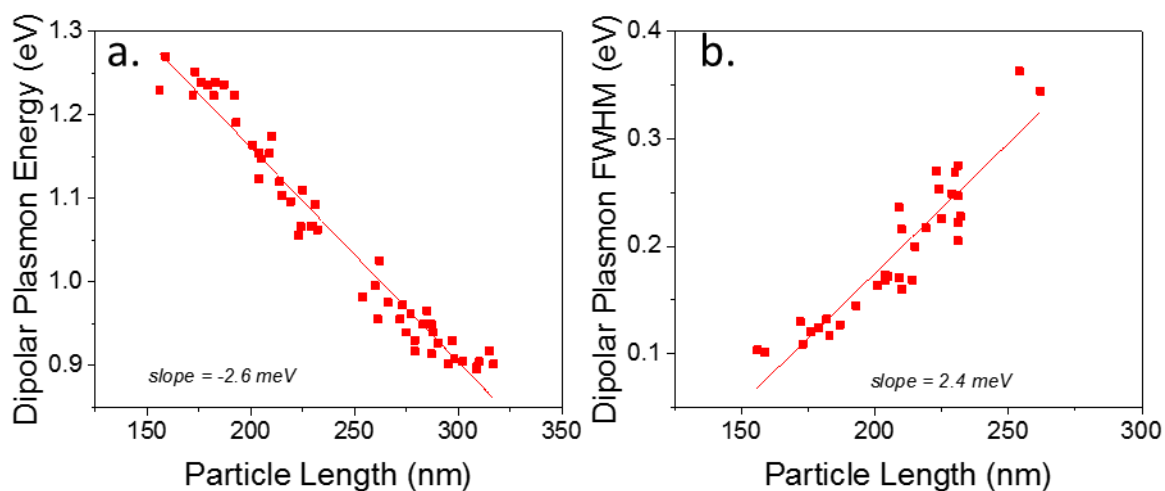 a.
Dipolar Plasmon Energy (eV)
1.3
1.2
1.1
1.0
0.9
slope = -2.6 meV
150 200 250 300 350
Particle Length (nm)
b.
Dipolar Plasmon FWHM (eV)
0.4
0.3
0.2
0.1
slope = 2.4 meV
150 200 250 300
Particle Length (nm)